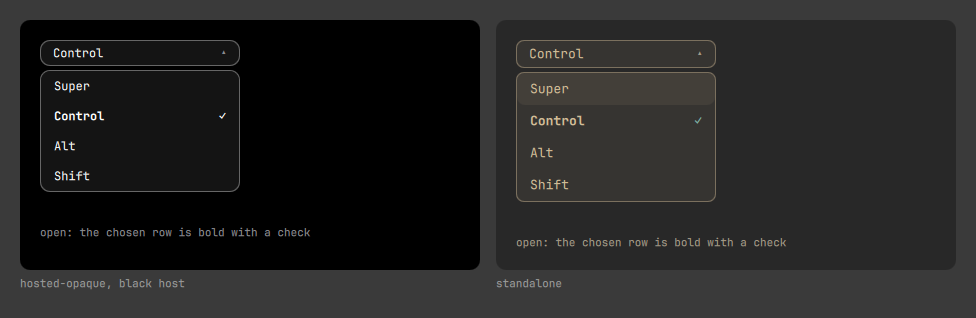 Control
Super
Control
Alt
Shift
open: the chosen row is bold with a check
hosted-opaque, black host
Control
Super
Control
Alt
Shift
open: the chosen row is bold with a check
standalone